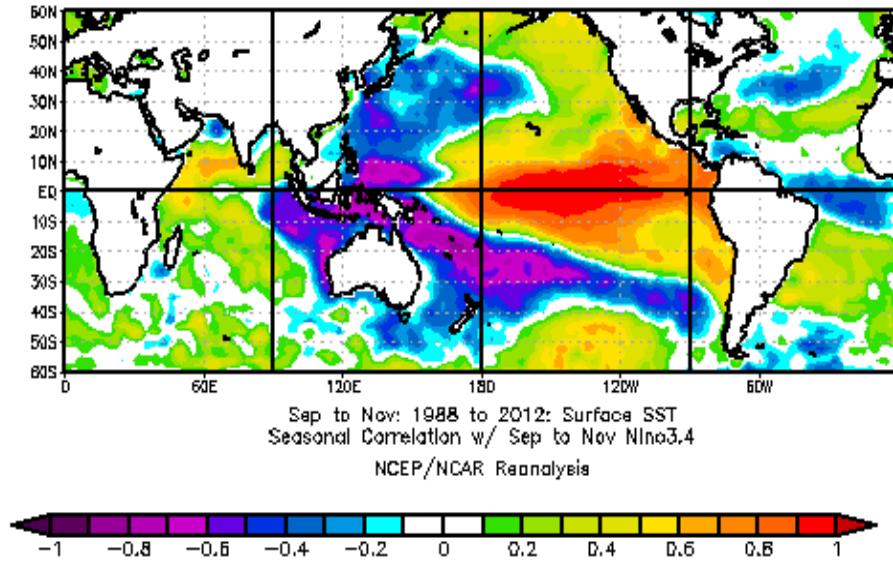 60N
50N
40N
30N
20N
10N
EQ
10S
20S
30S
40S
50S
60S
0 60E 120E 180 120W 60W
Sep to Nov: 1988 to 2012: Surface SST
Seasonal Correlation w/ Sep to Nov Nino3.4
NCEP/NCAR Reanalysis
-1 -0.8 -0.6 -0.4 -0.2 0 0.2 0.4 0.6 0.8 1